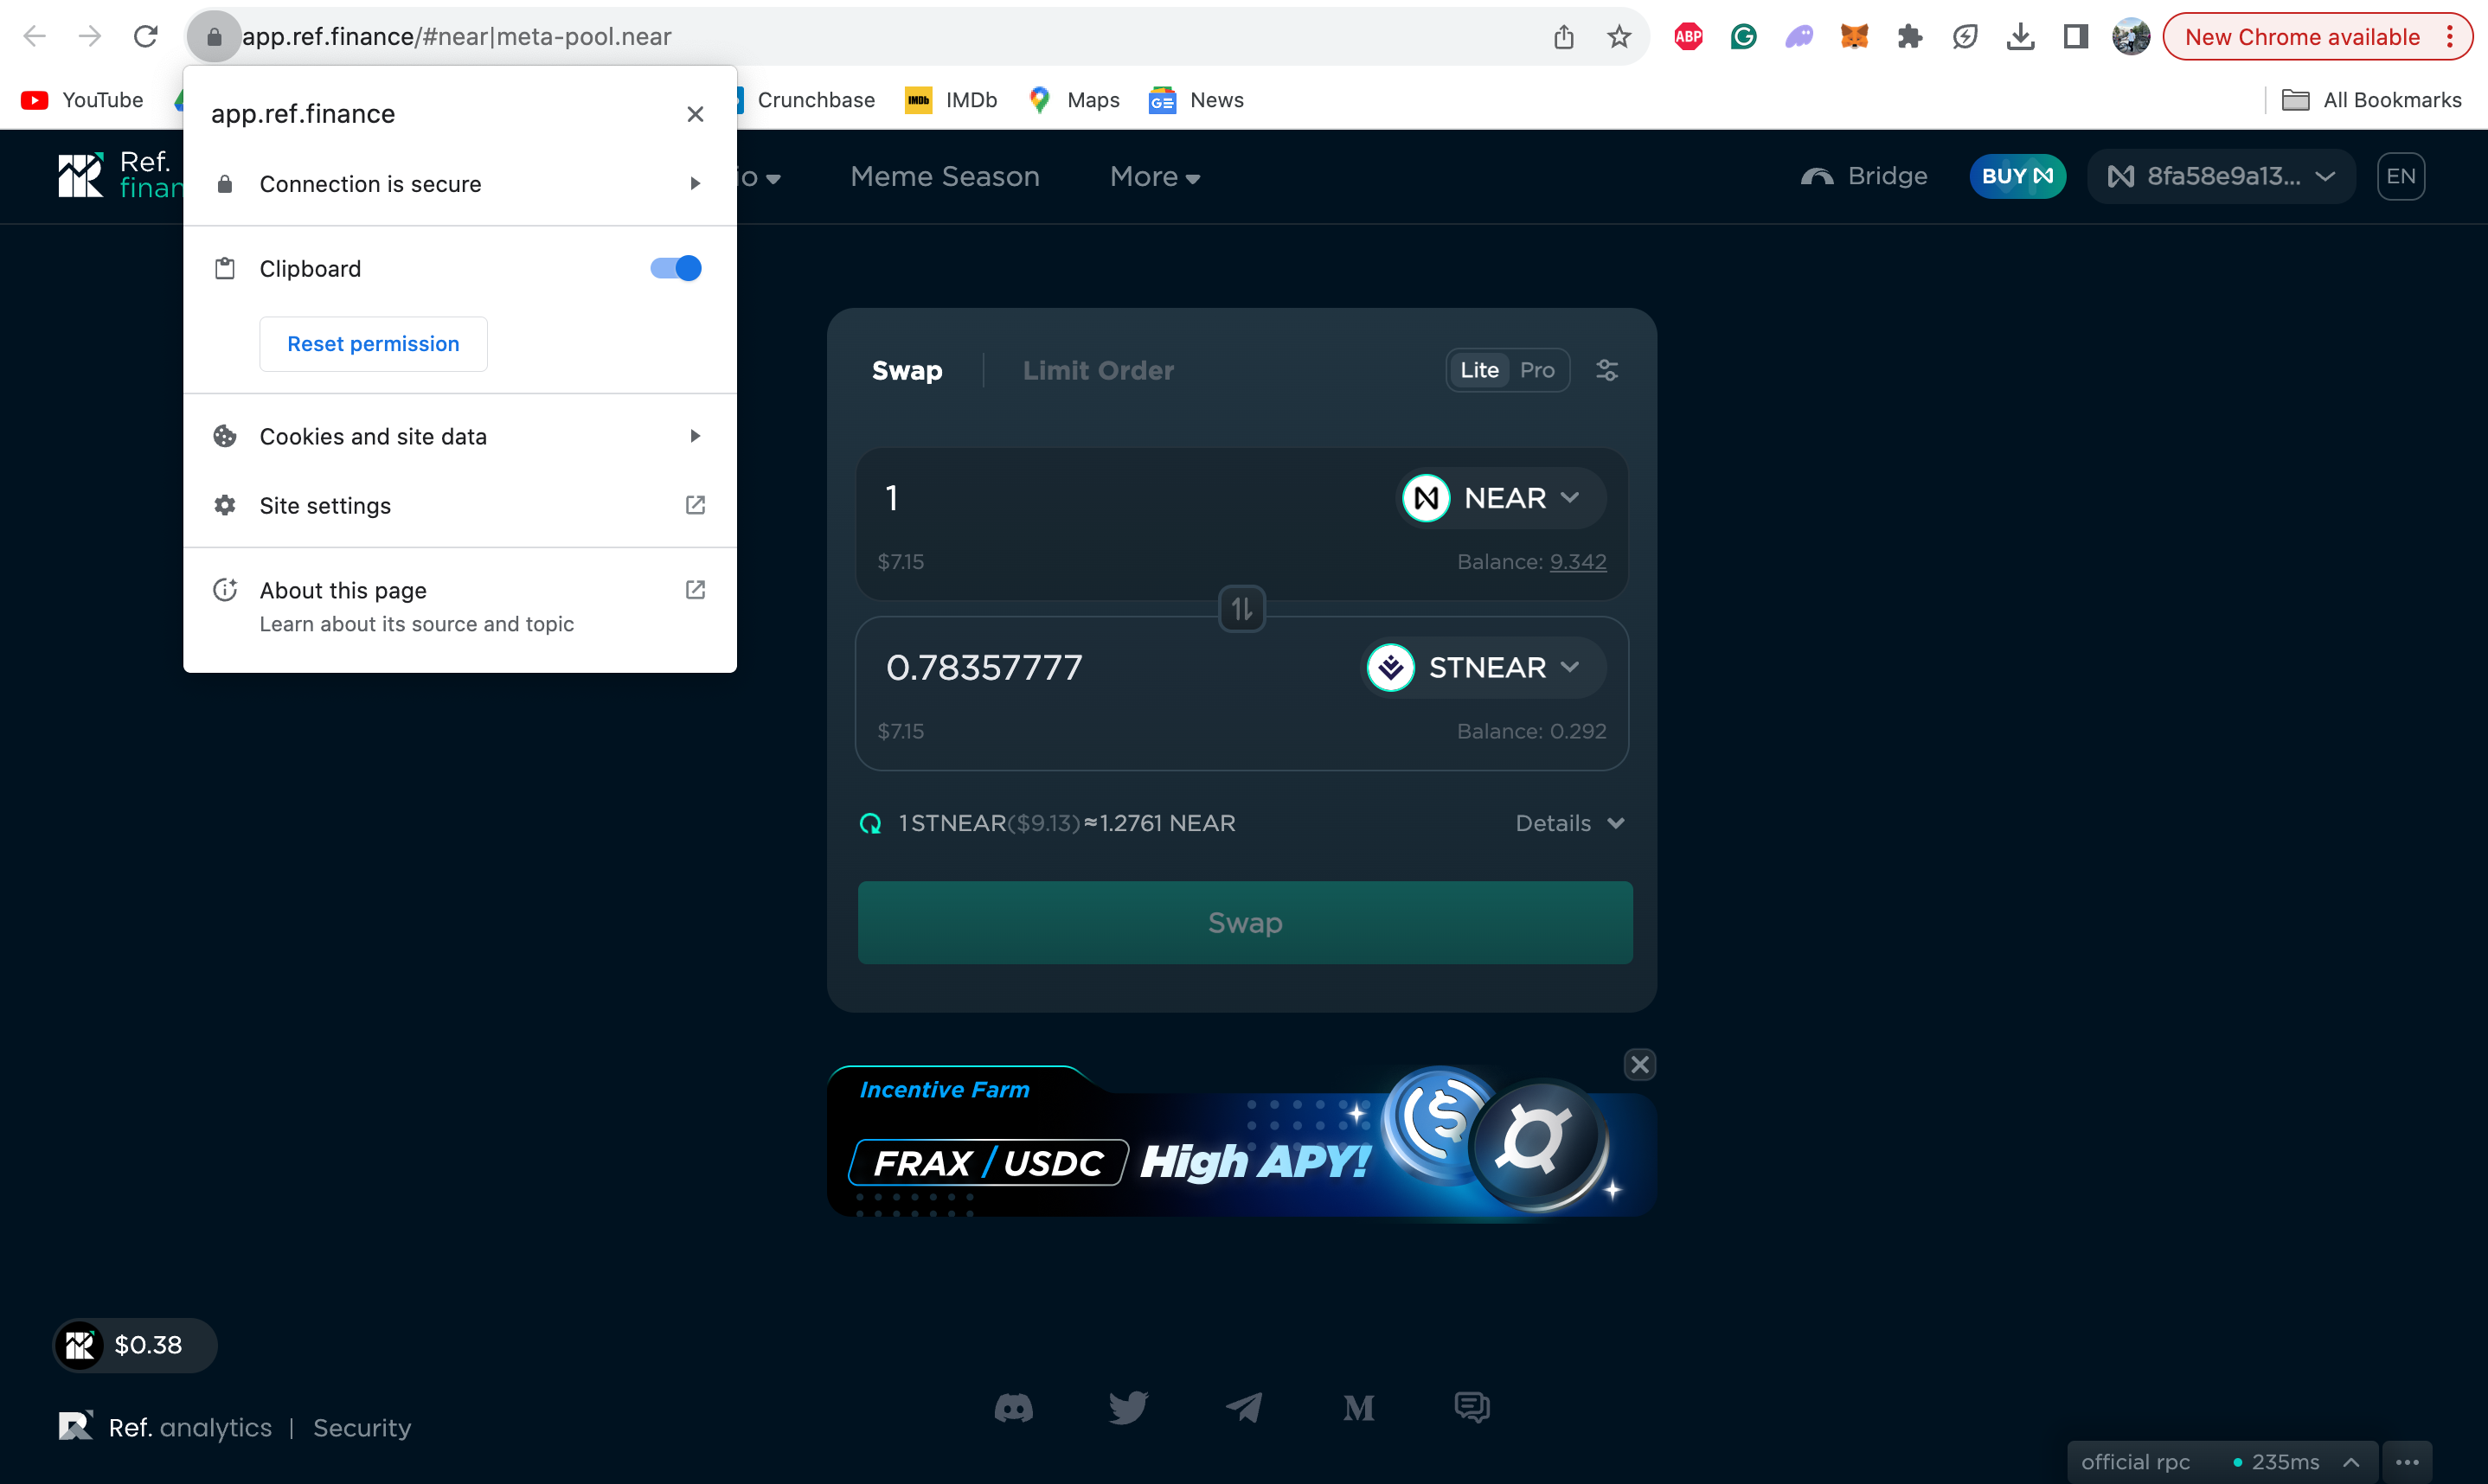 app.ref.finance/#near|meta-pool.near
ABP
New Chrome available
YouTube
Crunchbase
IMDb
IMDb
Maps
GE
News
All Bookmarks
app.ref.finance
Connection is secure
Clipboard
Reset permission
Cookies and site data
Site settings
About this page
Learn about its source and topic
Ref.
finan
io
Meme Season
More
Bridge
BUY
8fa58e9a13...
EN
Swap
Limit Order
Lite
Pro
1
NEAR
$7.15
Balance: 9.342
0.78357777
STNEAR
$7.15
Balance: 0.292
1 STNEAR($9.13)≈1.2761 NEAR
Details
Swap
Incentive Farm
FRAX / USDC
High APY!
$0.38
Ref. analytics | Security
official rpc
235ms